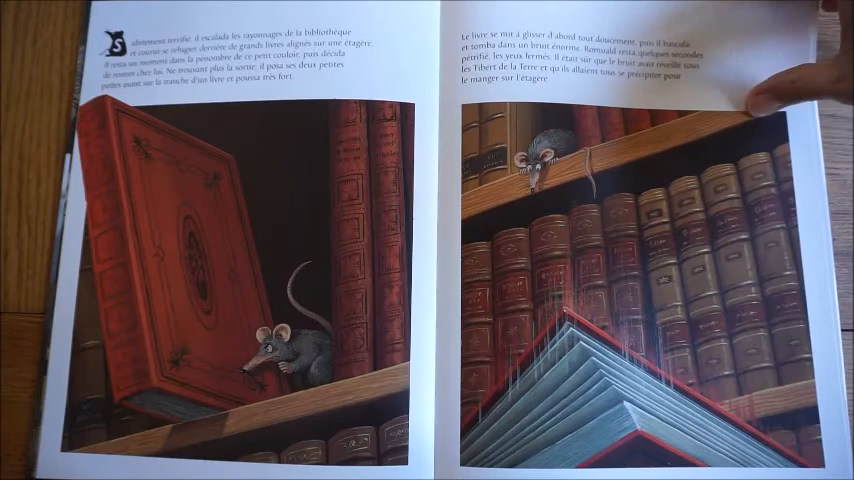 Subitement terrifié, il escalada les rayonnages de la bibliothèque
et courut se réfugier derrière de grands livres alignés sur une étagère.
Il resta un moment dans la pénombre de ce petit couloir, puis décida
de rentrer chez lui. Ne trouvant plus la sortie, il posa ses deux petites
pattes avant sur la tranche d'un livre et poussa très fort.
Le livre se mit à glisser d'abord tout doucement, puis il bascula
et tomba dans un bruit énorme. Romuald resta quelques secondes
pétrifié, les yeux fermés. Il était sûr que le bruit avait réveillé tous
les Tibert de la Terre et qu'ils allaient tous se précipiter pour
le manger sur l'étagère.